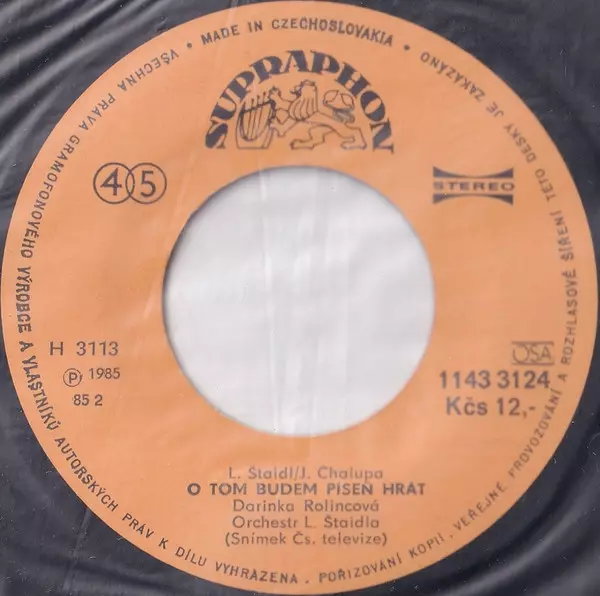 VŠECHNA PRÁVA GRAMOFONOVÉHO VÝROBCE A VLASTNÍKŮ AUTORSKÝCH PRÁV K DÍLU VYHRAZENA. POŘIZOVÁNÍ KOPIÍ, VEŘEJNÉ PROVOZOVÁNÍ A ROZHLASOVÉ ŠÍŘENÍ TÉTO DESKY JE ZAKÁZÁNO
• MADE IN CZECHOSLOVAKIA •
SUPRAPHON
45
STEREO
H 3113
Ⓟ 1985
85 2
OSA
1143 3124
Kčs 12,-
L. Štaidl/J. Chalupa
O TOM BUDEM PÍSEŇ HRÁT
Darinka Rolincová
Orchestr L. Štaidla
(Snímek Čs. televize)